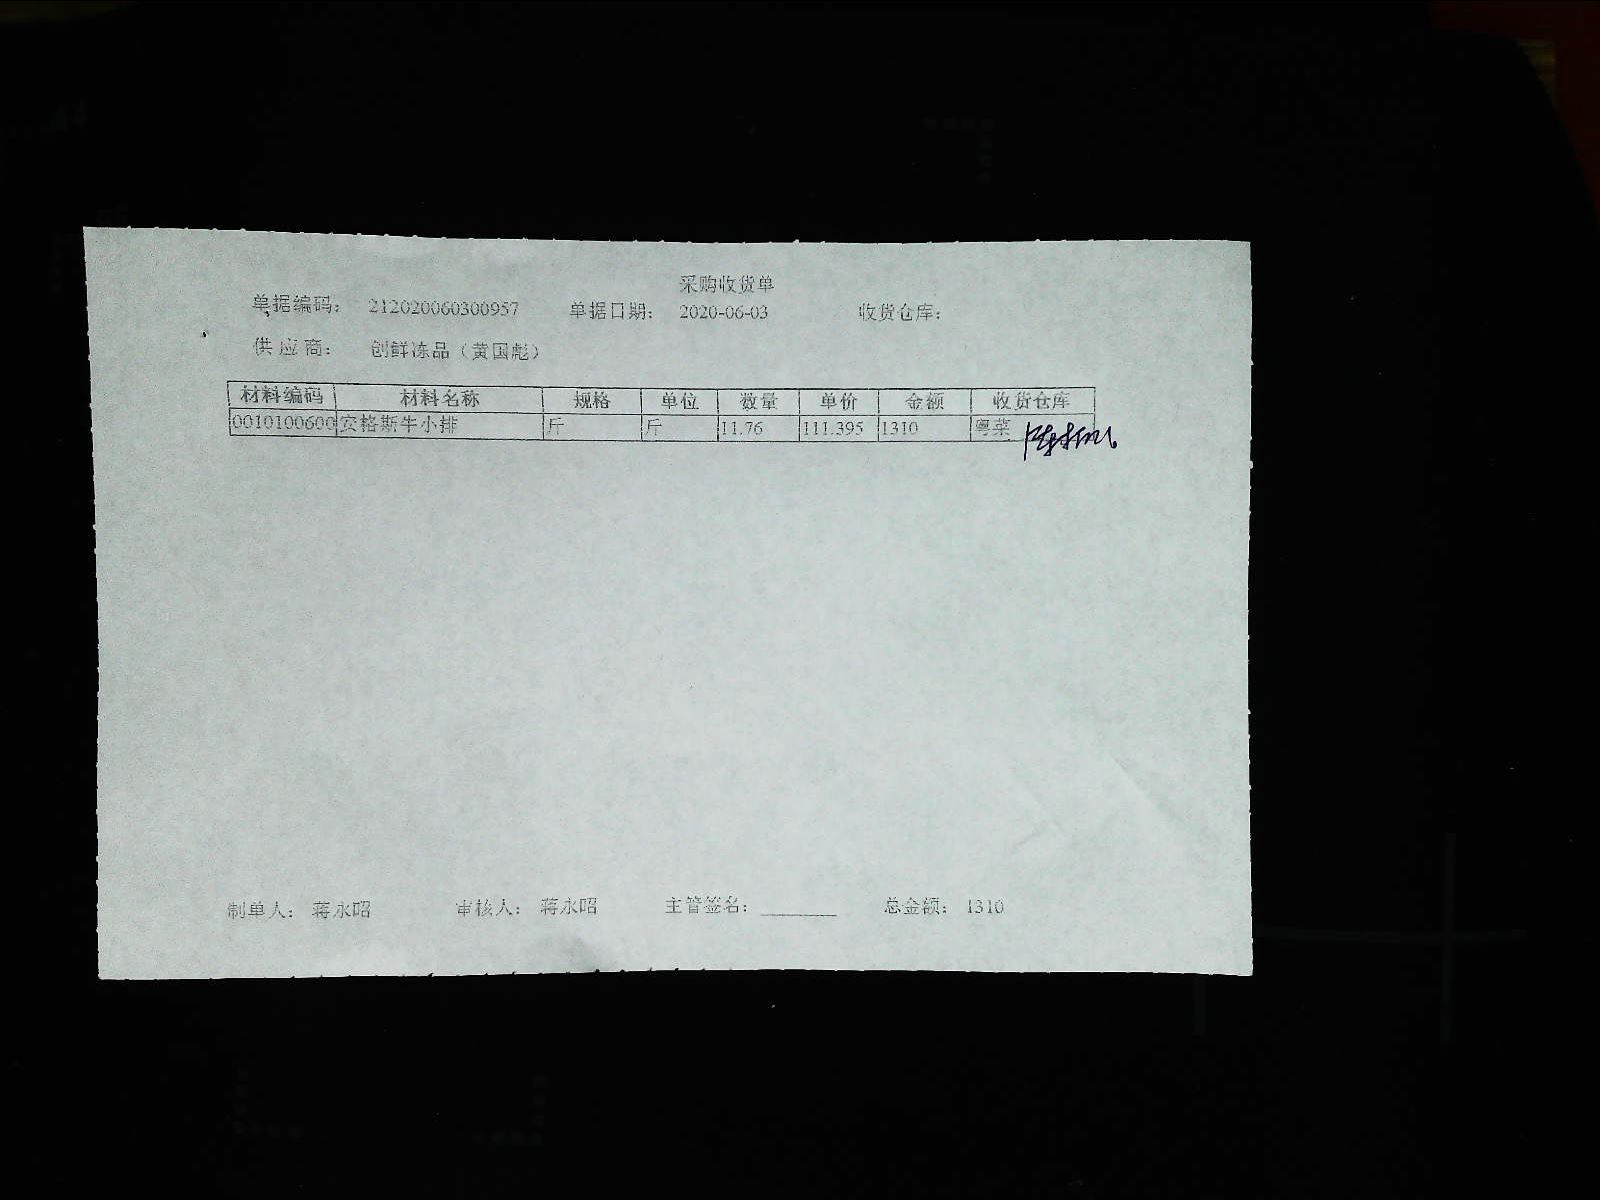 采购收货单
单据编码: 212020060300957 单据日期: 2020-06-03 收货仓库:
供应商: 创鲜冻品（黄国彪）
材料编码 材料名称 规格 单位 数量 单价 金额 收货仓库
0010100600 安格斯牛小排 斤 斤 11.76 111.395 1310 粤菜
制单人: 蒋永昭 审核人: 蒋永昭 主管签名: ________ 总金额: 1310